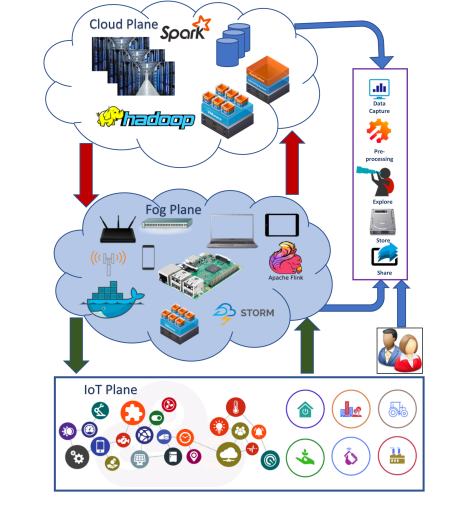 Cloud Plane
Spark
hadoop
Data
Capture
Pre-
processing
Explore
Store
Share
Fog Plane
Apache Flink
STORM
IoT Plane